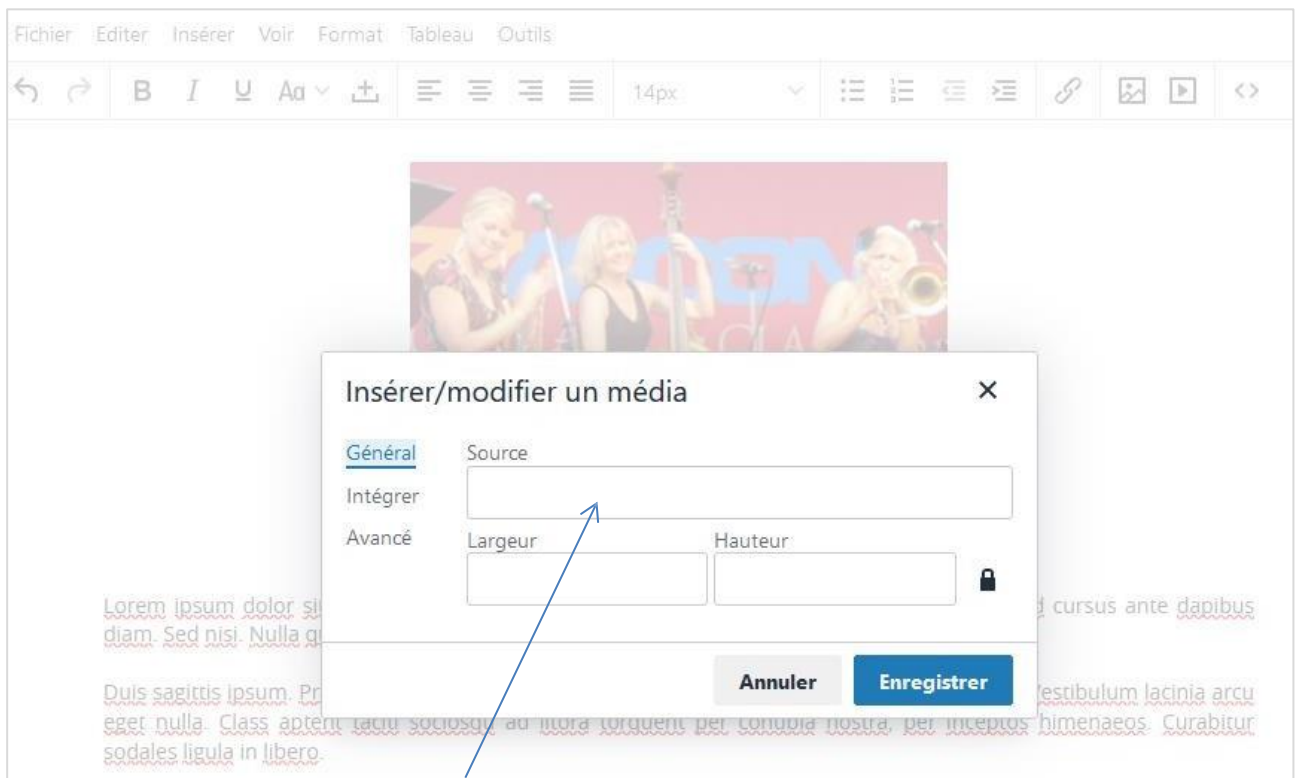 Fichier Editer Insérer Voir Format Tableau Outils
B I U Aa 14px
Insérer/modifier un média
Général Source
Intégrer
Avancé Largeur Hauteur
Lorem ipsum dolor cursus ante dapibus
diam. Sed nisi. Nulla
Annuler Enregistrer
Duis sagittis ipsum. Vestibulum lacinia arcu
eget nulla. Class aptent taciti sociosqu ad litora torquent per conubia nostra, per inceptos himenaeos. Curabitur
sodales ligula in libero.